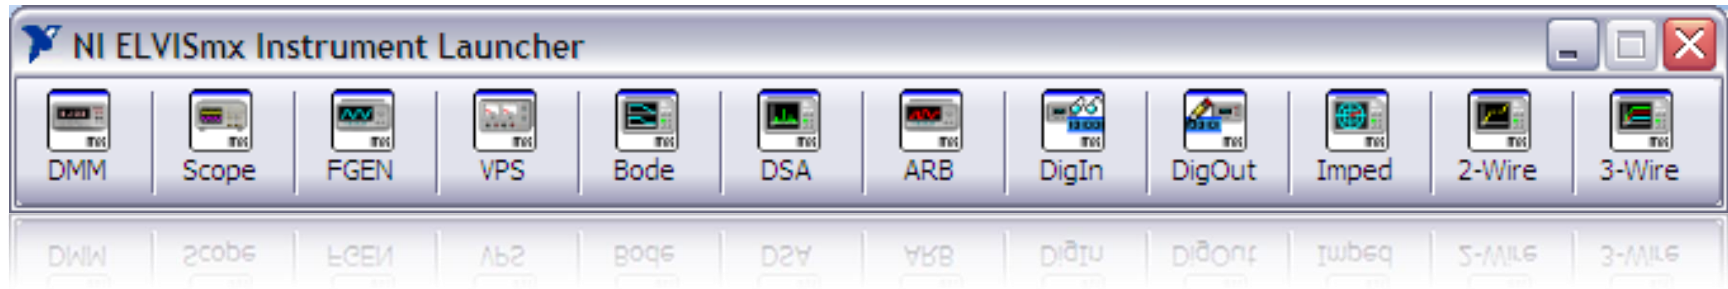 NI ELVISmx Instrument Launcher
DMM Scope FGEN VPS Bode DSA ARB DigIn DigOut Imped 2-Wire 3-Wire